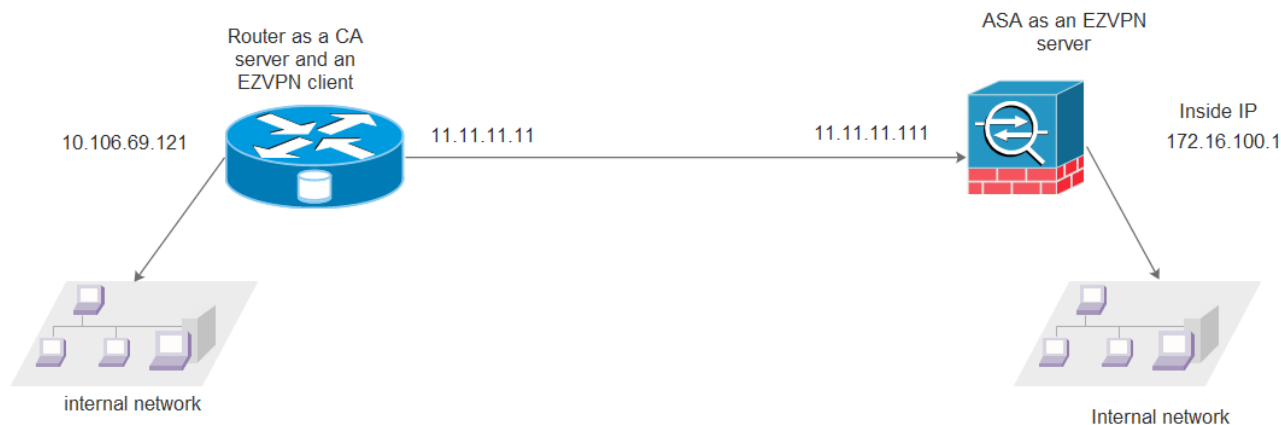 Router as a CA
server and an
EZVPN client
ASA as an EZVPN
server
10.106.69.121
11.11.11.11
11.11.11.111
Inside IP
172.16.100.1
internal network
Internal network